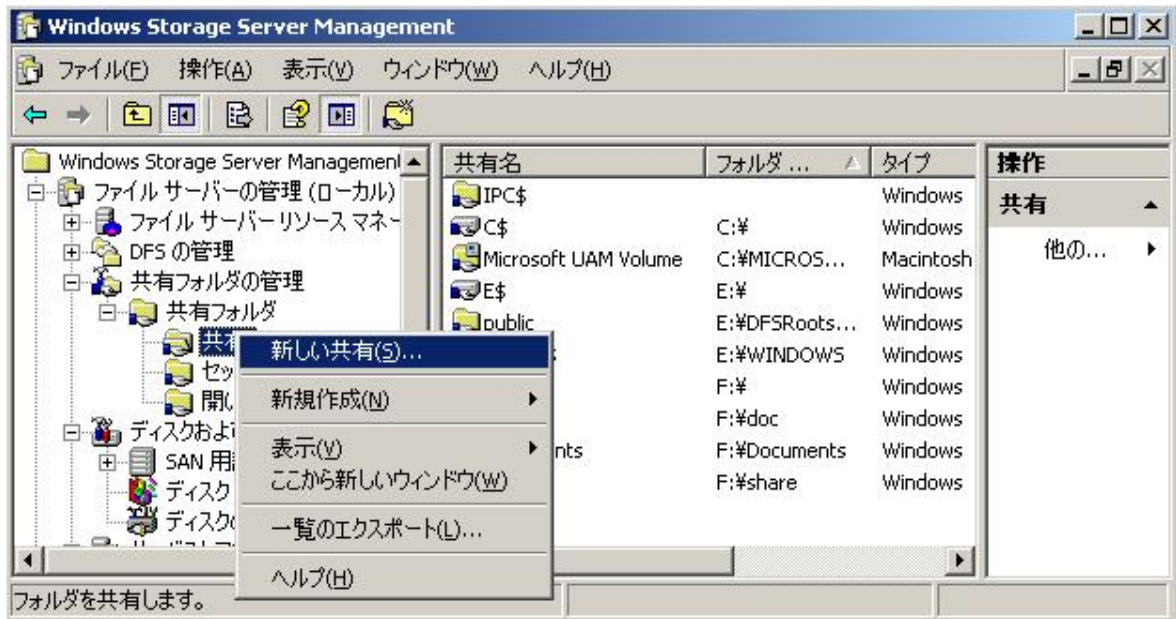 Windows Storage Server Management
ファイル(F) 操作(A) 表示(V) ウィンドウ(W) ヘルプ(H)
Windows Storage Server Management
ファイル サーバーの管理 (ローカル)
ファイル サーバー リソース マネー
DFS の管理
共有フォルダの管理
共有フォルダ
共有
セッ
開し
ディスクおよび
SAN 用
ディスク
ディスクの
共有名 フォルダ ... タイプ
IPC$ Windows
C$ C:¥ Windows
Microsoft UAM Volume C:¥MICROS... Macintosh
E$ E:¥ Windows
public E:¥DFSRoots... Windows
E:¥WINDOWS Windows
F:¥ Windows
F:¥doc Windows
nts F:¥Documents Windows
F:¥share Windows
新しい共有(S)...
新規作成(N)
表示(V)
ここから新しいウィンドウ(W)
一覧のエクスポート(L)...
ヘルプ(H)
操作
共有
他の...
フォルダを共有します。